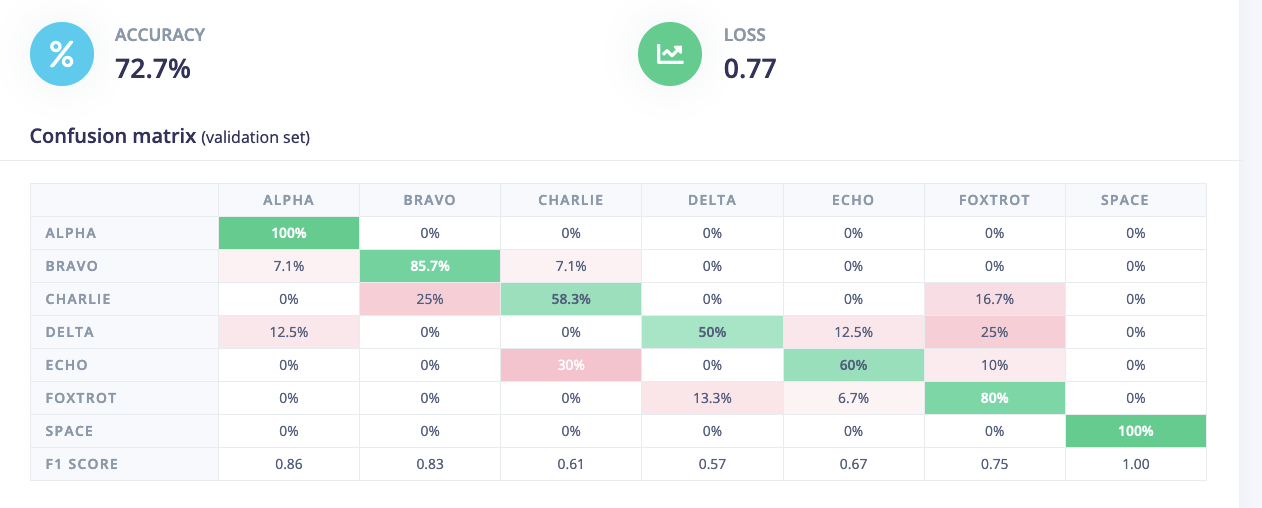 ACCURACY LOSS
72.7% 0.77
Confusion matrix (validation set)
ALPHA BRAVO CHARLIE DELTA ECHO FOXTROT SPACE
ALPHA 100% 0% 0% 0% 0% 0% 0%
BRAVO 7.1% 85.7% 7.1% 0% 0% 0% 0%
CHARLIE 0% 25% 58.3% 0% 0% 16.7% 0%
DELTA 12.5% 0% 0% 50% 12.5% 25% 0%
ECHO 0% 0% 30% 0% 60% 10% 0%
FOXTROT 0% 0% 0% 13.3% 6.7% 80% 0%
SPACE 0% 0% 0% 0% 0% 0% 100%
F1 SCORE 0.86 0.83 0.61 0.57 0.67 0.75 1.00